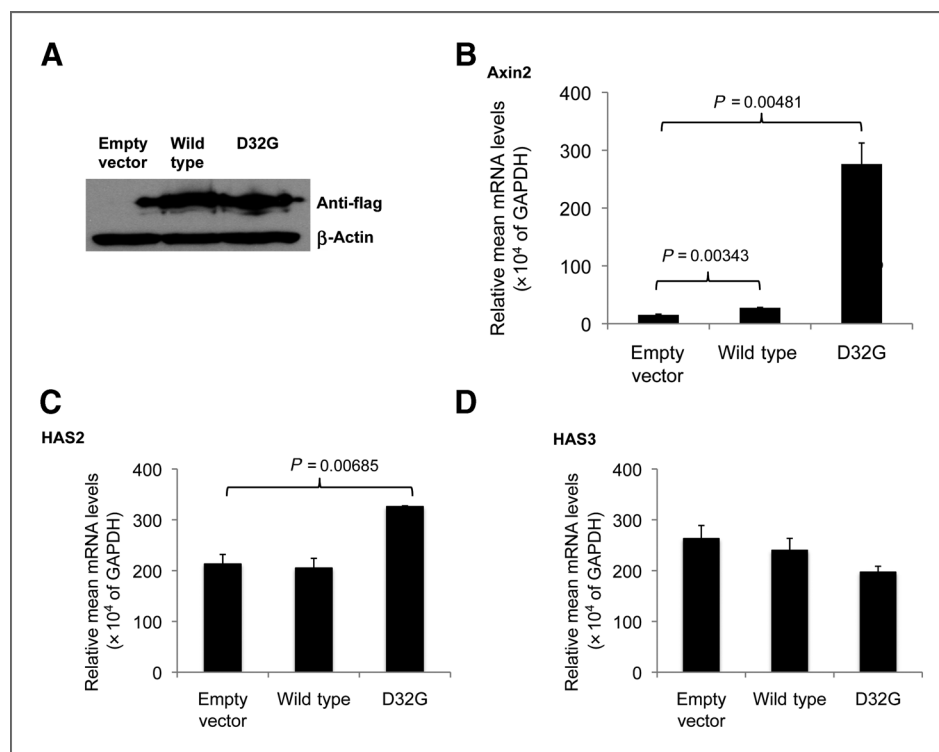 A
Empty Wild D32G
vector type
Anti-flag
β-Actin
B
Axin2
Relative mean mRNA levels
(×10⁴ of GAPDH)
400
300
200
100
0
P = 0.00481
P = 0.00343
Empty Wild type D32G
vector
C
HAS2
Relative mean mRNA levels
(× 10⁴ of GAPDH)
400
300
200
100
0
P = 0.00685
Empty Wild type D32G
vector
D
HAS3
Relative mean mRNA levels
(× 10⁴ of GAPDH)
400
300
200
100
0
Empty Wild type D32G
vector